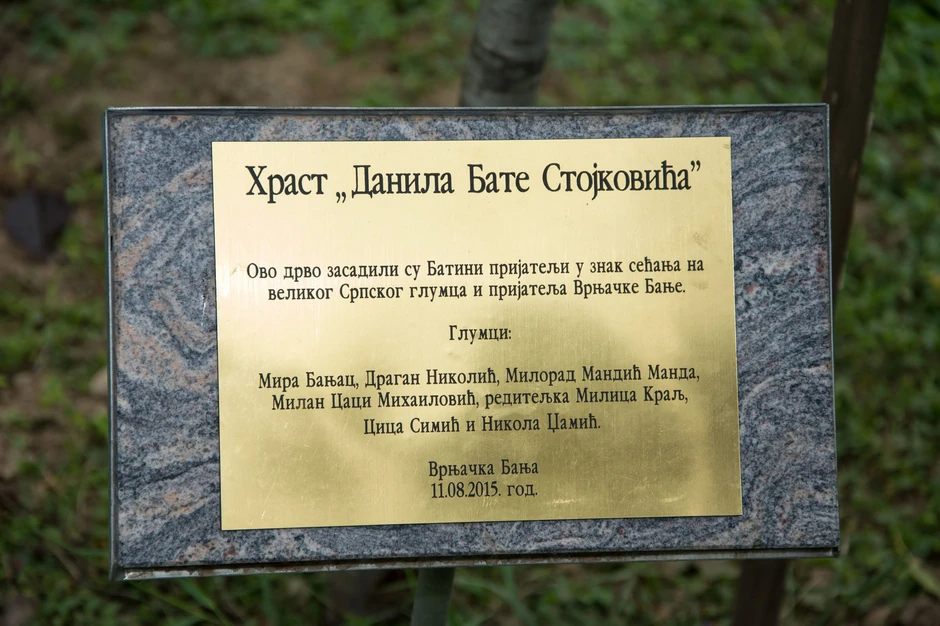 Храст „Данила Бате Стојковића”
Ово дрво засадили су Батини пријатељи у знак сећања на
великог Српског глумца и пријатеља Врњачке Бање.
Глумци:
Мира Бањац, Драган Николић, Милорад Мандић Манда,
Милан Цаци Михаиловић, редитељка Милица Краљ,
Цица Симић и Никола Џамић.
Врњачка Бања
11.08.2015. год.